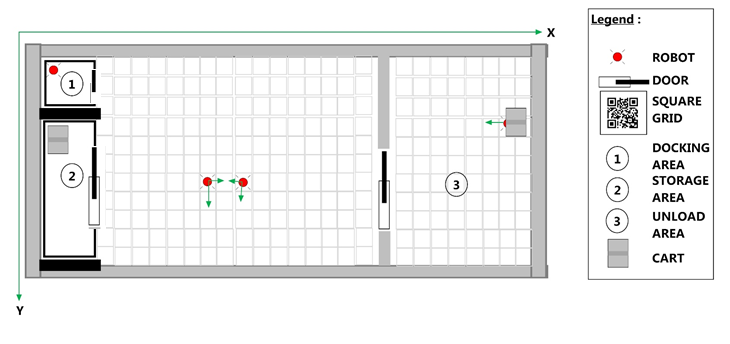 X
Y
1
2
3
Legend :
ROBOT
DOOR
SQUARE
GRID
1
DOCKING
AREA
2
STORAGE
AREA
3
UNLOAD
AREA
CART